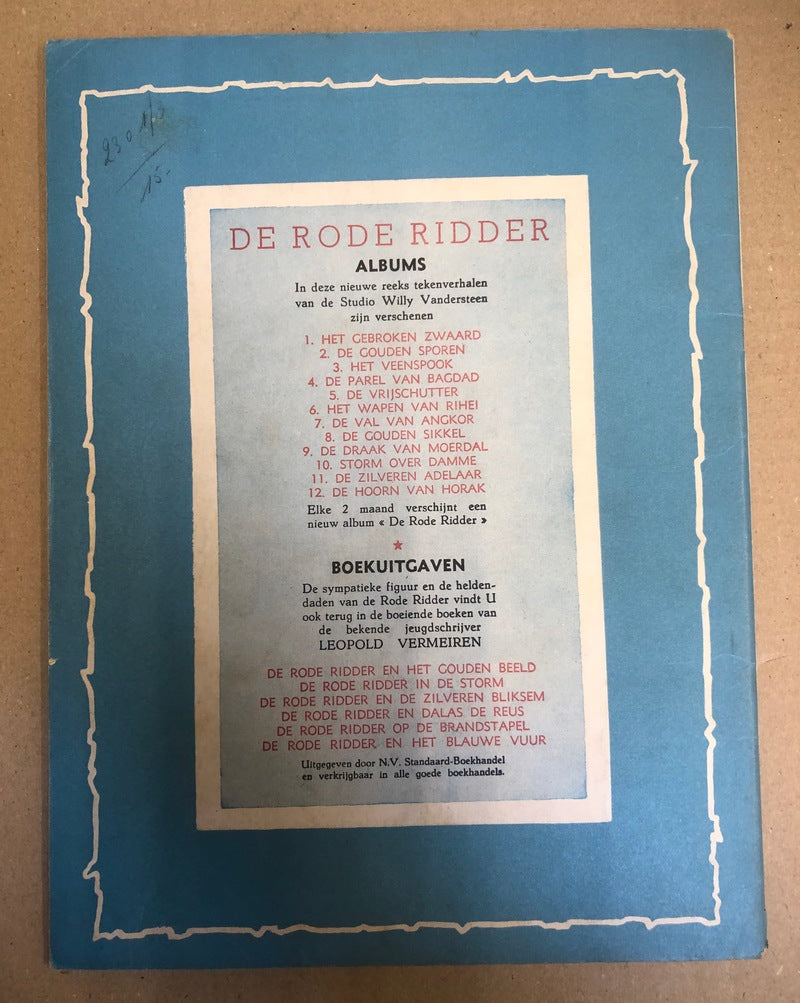 DE RODE RIDDER
ALBUMS
In deze nieuwe reeks tekenverhalen
van de Studio Willy Vandersteen
zijn verschenen
1. HET GEBROKEN ZWAARD
2. DE GOUDEN SPOREN
3. HET VEENSPOOK
4. DE PAREL VAN BAGDAD
5. DE VRIJSCHUTTER
6. HET WAPEN VAN RIHEI
7. DE VAL VAN ANGKOR
8. DE GOUDEN SIKKEL
9. DE DRAAK VAN MOERDAL
10. STORM OVER DAMME
11. DE ZILVEREN ADELAAR
12. DE HOORN VAN HORAK
Elke 2 maand verschijnt een
nieuw album « De Rode Ridder »
BOEKUITGAVEN
De sympatieke figuur en de helden-
daden van de Rode Ridder vindt U
ook terug in de boeiende boeken van
de bekende jeugdschrijver
LEOPOLD VERMEIREN
DE RODE RIDDER EN HET GOUDEN BEELD
DE RODE RIDDER IN DE STORM
DE RODE RIDDER EN DE ZILVEREN BLIKSEM
DE RODE RIDDER EN DALAS DE REUS
DE RODE RIDDER OP DE BRANDSTAPEL
DE RODE RIDDER EN HET BLAUWE VUUR
Uitgegeven door N.V. Standaard-Boekhandel
en verkrijgbaar in alle goede boekhandels.
15.-